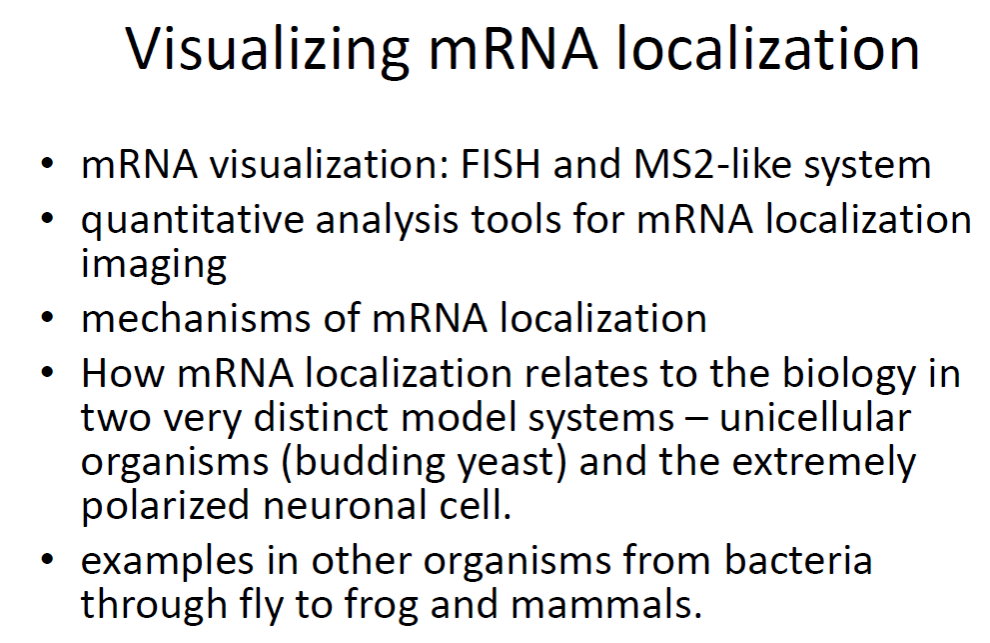 Visualizing mRNA localization
• mRNA visualization: FISH and MS2-like system
• quantitative analysis tools for mRNA localization
imaging
• mechanisms of mRNA localization
• How mRNA localization relates to the biology in
two very distinct model systems – unicellular
organisms (budding yeast) and the extremely
polarized neuronal cell.
• examples in other organisms from bacteria
through fly to frog and mammals.